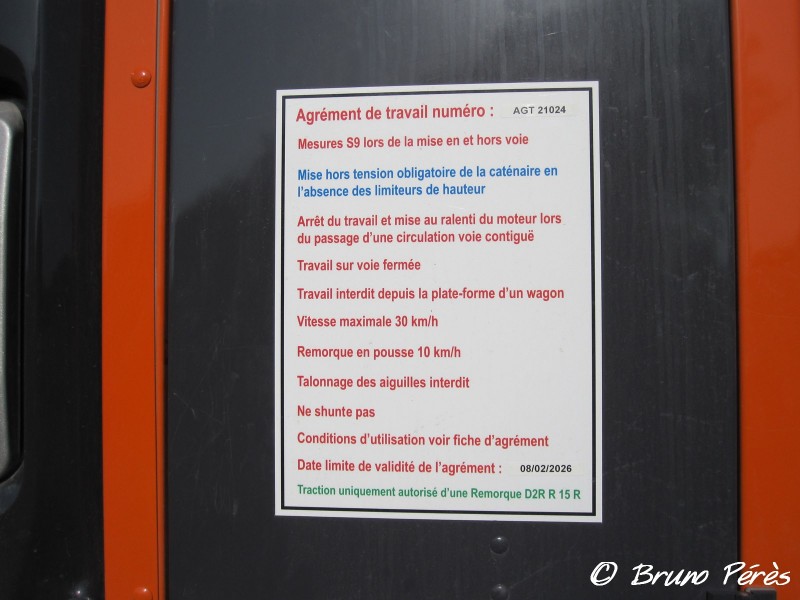 Agrément de travail numéro : AGT 21024
Mesures S9 lors de la mise en et hors voie
Mise hors tension obligatoire de la caténaire en
l'absence des limiteurs de hauteur
Arrêt du travail et mise au ralenti du moteur lors
du passage d'une circulation voie contiguë
Travail sur voie fermée
Travail interdit depuis la plate-forme d'un wagon
Vitesse maximale 30 km/h
Remorque en pousse 10 km/h
Talonnage des aiguilles interdit
Ne shunte pas
Conditions d'utilisation voir fiche d'agrément
Date limite de validité de l'agrément : 08/02/2026
Traction uniquement autorisé d'une Remorque D2R R 15 R
© Bruno Pérès